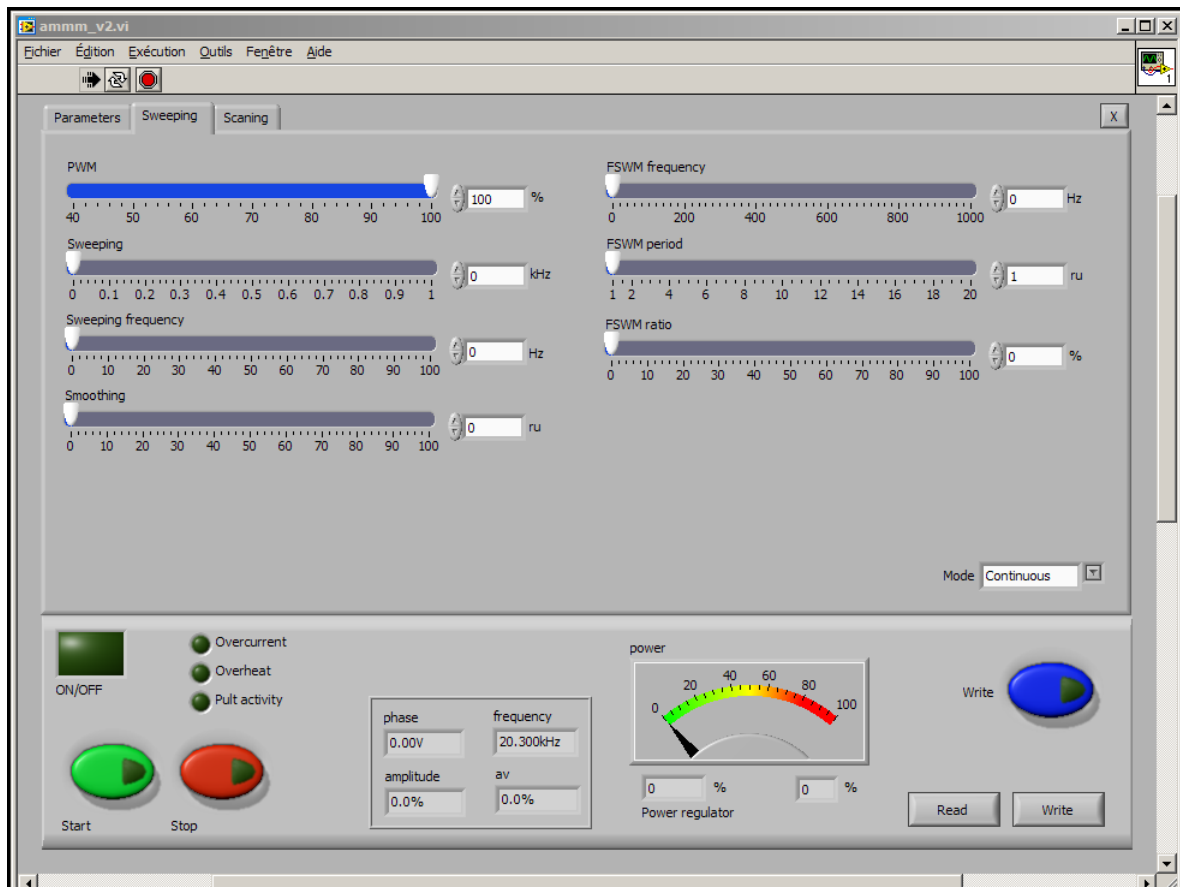 ammm_v2.vi
Fichier Édition Exécution Outils Fenêtre Aide
1
Parameters Sweeping Scaning
X
PWM
100 %
40 50 60 70 80 90 100
Sweeping
0 kHz
0 0.1 0.2 0.3 0.4 0.5 0.6 0.7 0.8 0.9 1
Sweeping frequency
0 Hz
0 10 20 30 40 50 60 70 80 90 100
Smoothing
0 ru
0 10 20 30 40 50 60 70 80 90 100
FSWM frequency
0 Hz
0 200 400 600 800 1000
FSWM period
1 ru
1 2 4 6 8 10 12 14 16 18 20
FSWM ratio
0 %
0 10 20 30 40 50 60 70 80 90 100
Mode Continuous
ON/OFF
Overcurrent
Overheat
Pult activity
Start
Stop
phase
0.00V
frequency
20.300kHz
amplitude
0.0%
av
0.0%
power
0 20 40 60 80 100
0 %
0 %
Power regulator
Write
Read
Write